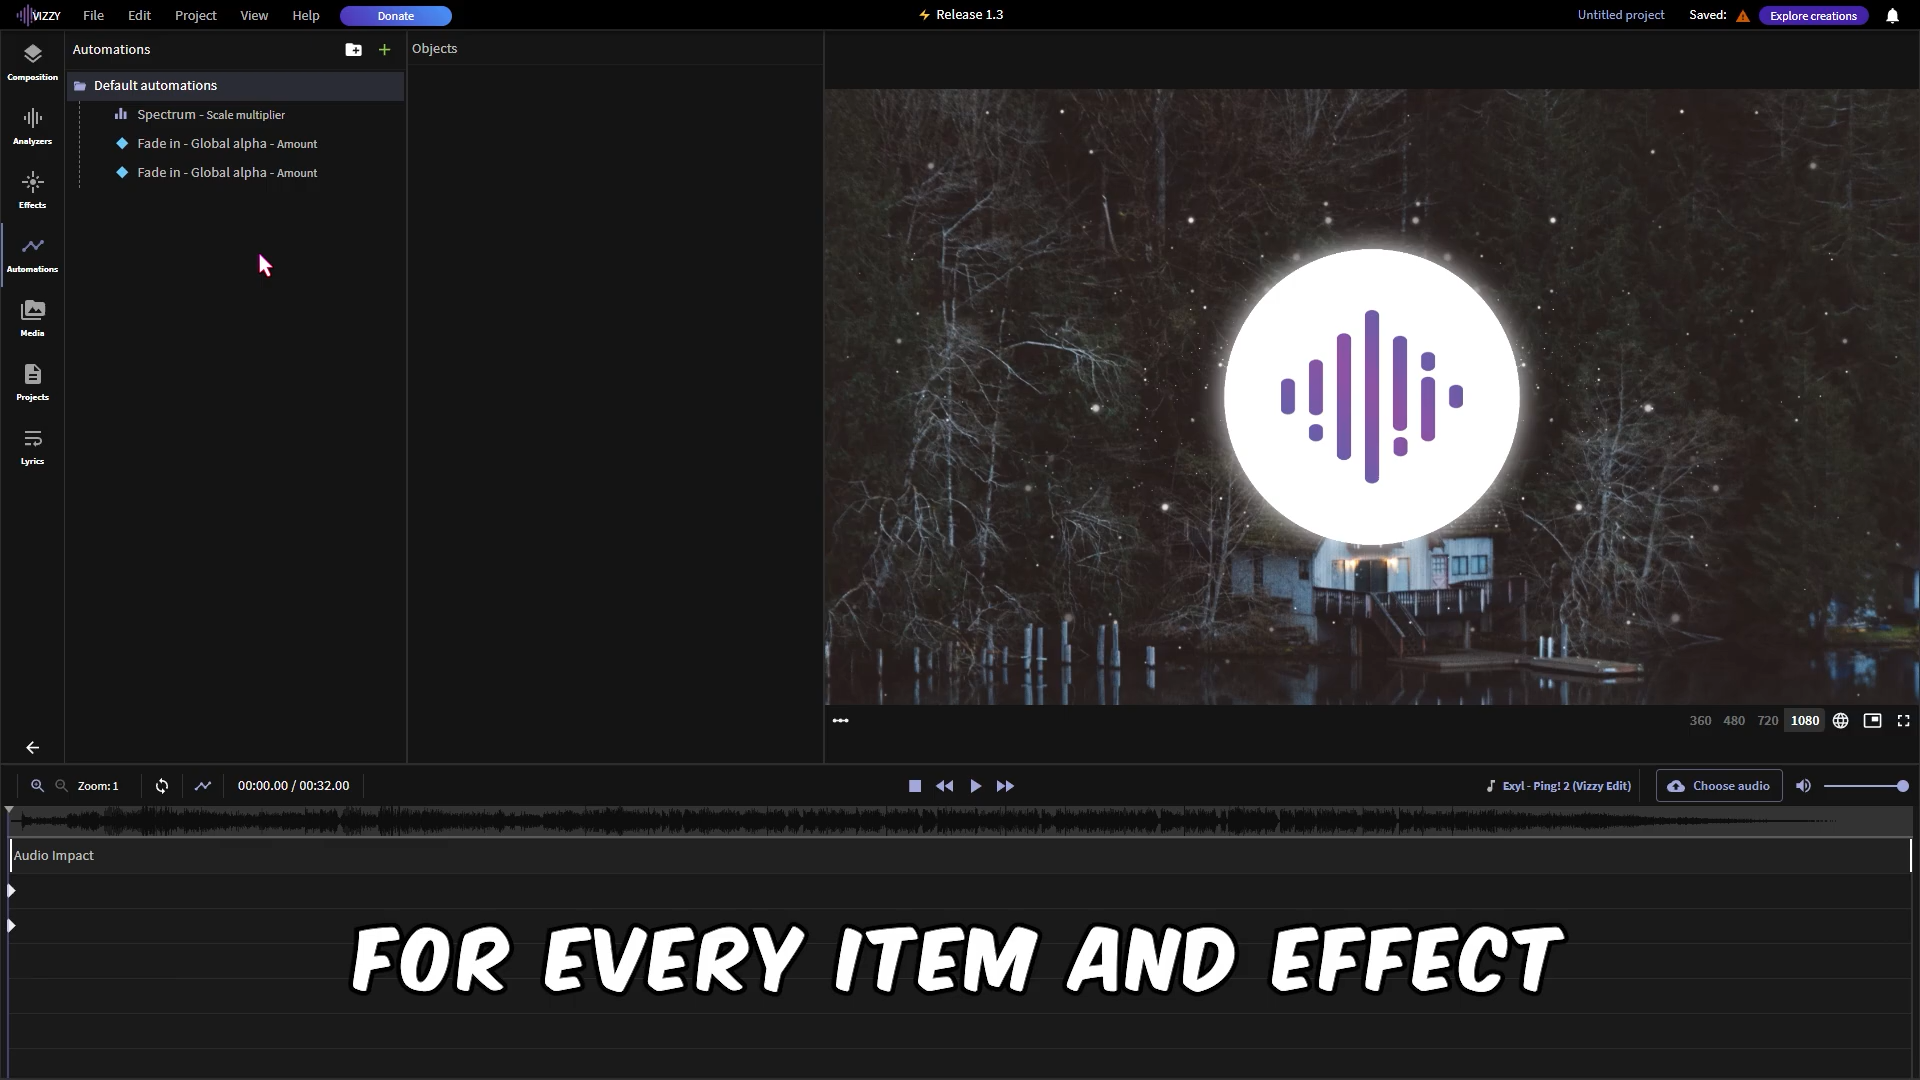 VIZZY File Edit Project View Help Donate
⚡ Release 1.3
Untitled project Saved: Explore creations
Composition
Analyzers
Effects
Automations
Media
Projects
Lyrics
Automations
Default automations
Spectrum - Scale multiplier
Fade in - Global alpha - Amount
Fade in - Global alpha - Amount
Objects
360 480 720 1080
Zoom: 1
00:00.00 / 00:32.00
Exyl - Ping! 2 (Vizzy Edit)
Choose audio
Audio Impact
FOR EVERY ITEM AND EFFECT